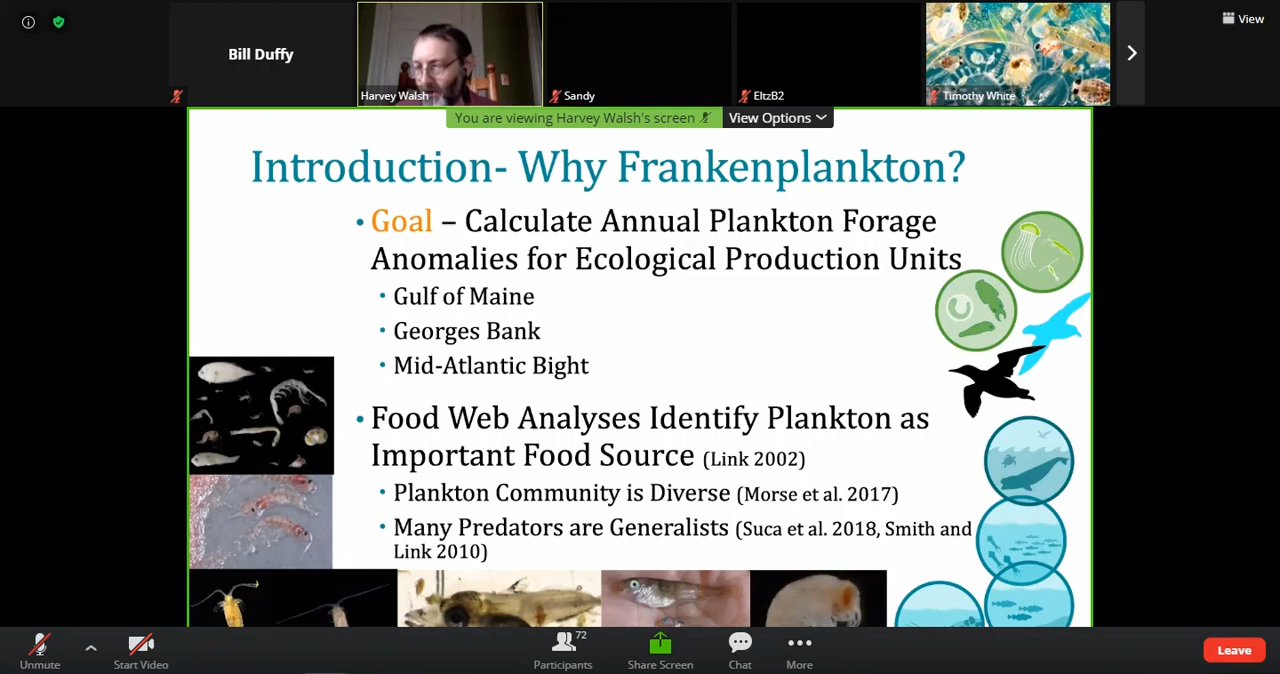 View
Bill Duffy
Harvey Walsh
Sandy
EltzB2
Timothy White
You are viewing Harvey Walsh's screen
View Options
Introduction- Why Frankenplankton?
• Goal – Calculate Annual Plankton Forage
Anomalies for Ecological Production Units
• Gulf of Maine
• Georges Bank
• Mid-Atlantic Bight
• Food Web Analyses Identify Plankton as
Important Food Source (Link 2002)
• Plankton Community is Diverse (Morse et al. 2017)
• Many Predators are Generalists (Suca et al. 2018, Smith and
Link 2010)
Unmute
Start Video
Participants
72
Share Screen
Chat
More
Leave